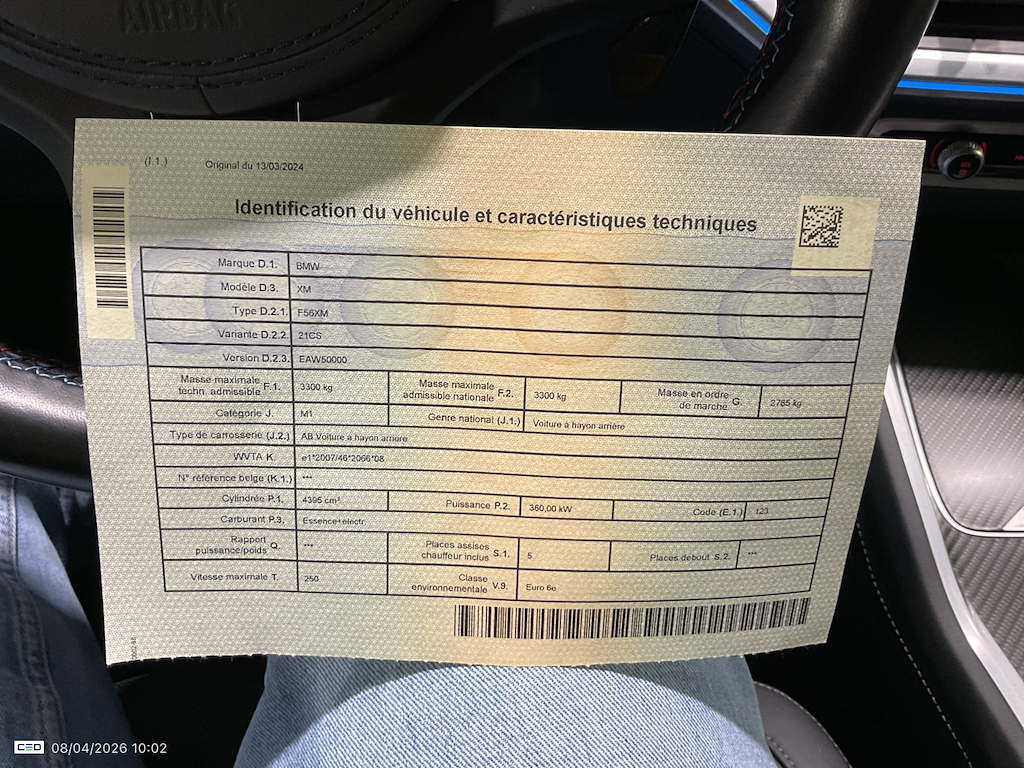 AIRBAG
(I.1.) Original du 13/03/2024
Identification du véhicule et caractéristiques techniques
Marque D.1. BMW
Modèle D.3. XM
Type D.2.1. F56XM
Variante D.2.2. 21CS
Version D.2.3. EAW50000
Masse maximale techn. admissible F.1. 3300 kg Masse maximale admissible nationale F.2. 3300 kg Masse en ordre de marche G. 2785 kg
Catégorie J. M1 Genre national (J.1.) Voiture à hayon arrière
Type de carrosserie (J.2.) AB Voiture à hayon arrière
WVTA K. e1*2007/46*2066*08
N° référence belge (K.1.) ***
Cylindrée P.1. 4395 cm³ Puissance P.2. 360,00 kW Code (E.1.) 123
Carburant P.3. Essence+electr.
Rapport puissance/poids Q. *** Places assises chauffeur inclus S.1. 5 Places debout S.2. ***
Vitesse maximale T. 250 Classe environnementale V.9. Euro 6e
CEO 08/04/2026 10:02